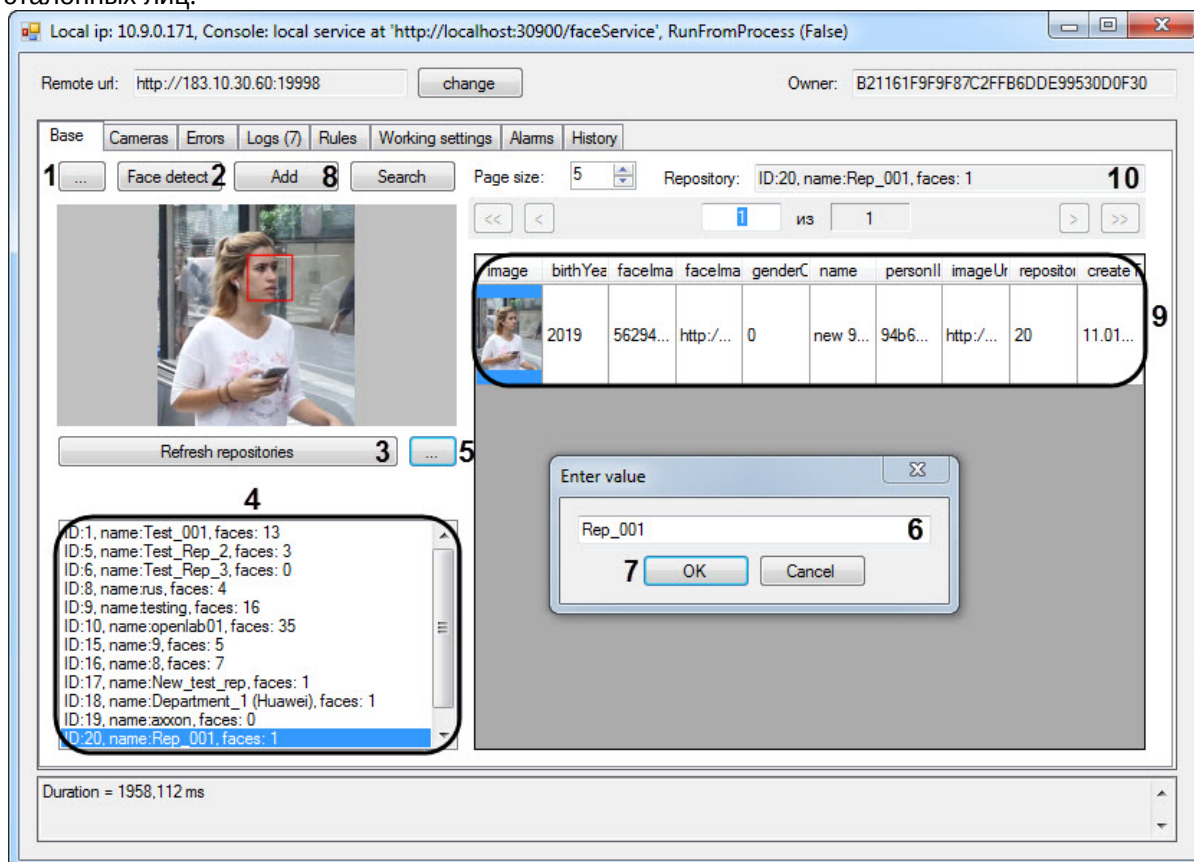 эталонных лиц.
Local ip: 10.9.0.171, Console: local service at 'http://localhost:30900/faceService', RunFromProcess (False)
Remote url: http://183.10.30.60:19998 change Owner: B21161F9F9F87C2FFB6DDE99530D0F30
Base Cameras Errors Logs (7) Rules Working settings Alarms History
1 ... Face detect 2 Add 8 Search Page size: 5 Repository: ID:20, name:Rep_001, faces: 1 10
<< < 1 из 1 > >>
image birthYea faceIma faceIma genderC name personII imageUr repositor createT
2019 56294... http:/... 0 new 9... 94b6... http:/... 20 11.01... 9
Refresh repositories 3 ... 5
Enter value
4
Rep_001 6
7 OK Cancel
ID:1, name:Test_001, faces: 13
ID:5, name:Test_Rep_2, faces: 3
ID:6, name:Test_Rep_3, faces: 0
ID:8, name:rus, faces: 4
ID:9, name:testing, faces: 16
ID:10, name:openlab01, faces: 35
ID:15, name:9, faces: 5
ID:16, name:8, faces: 7
ID:17, name:New_test_rep, faces: 1
ID:18, name:Department_1 (Huawei), faces: 1
ID:19, name:axxon, faces: 0
ID:20, name:Rep_001, faces: 1
Duration = 1958,112 ms